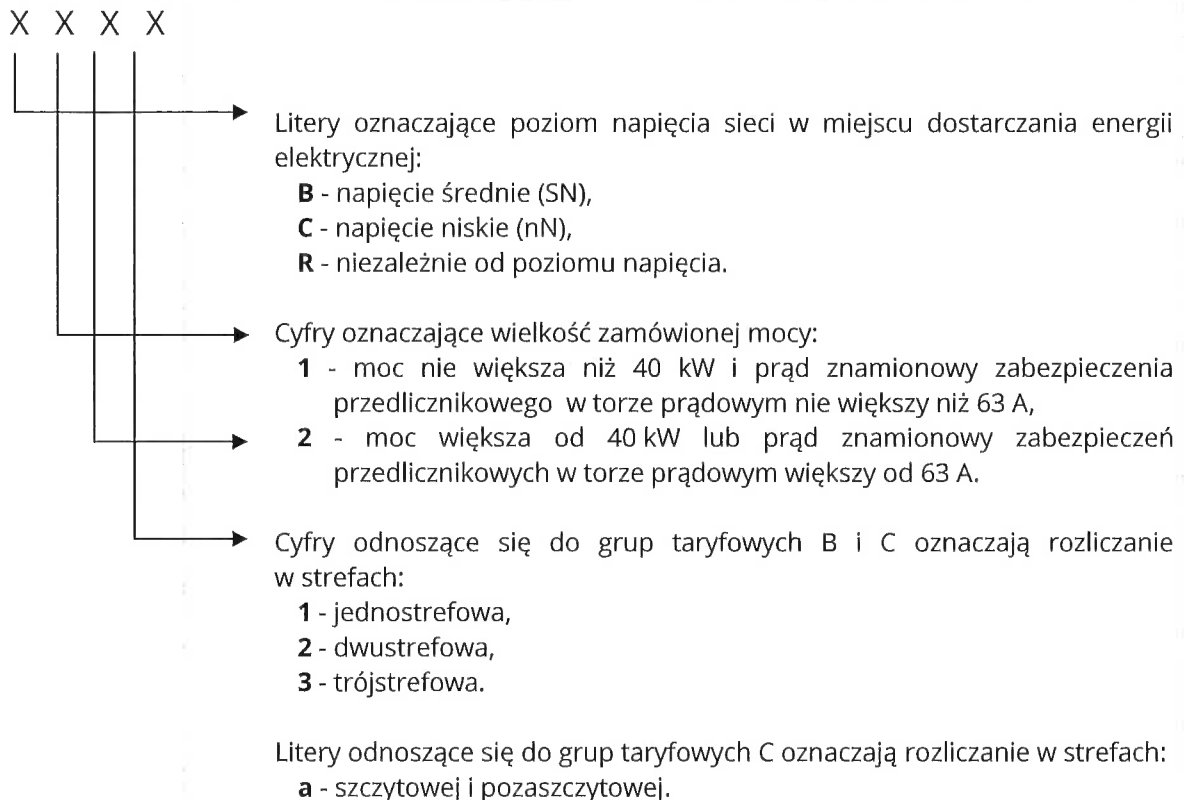 X X X X
Litery oznaczające poziom napięcia sieci w miejscu dostarczania energii
elektrycznej:
B - napięcie średnie (SN),
C - napięcie niskie (nN),
R - niezależnie od poziomu napięcia.
Cyfry oznaczające wielkość zamówionej mocy:
1 - moc nie większa niż 40 kW i prąd znamionowy zabezpieczenia
przedlicznikowego w torze prądowym nie większy niż 63 A,
2 - moc większa od 40 kW lub prąd znamionowy zabezpieczeń
przedlicznikowych w torze prądowym większy od 63 A.
Cyfry odnoszące się do grup taryfowych B i C oznaczają rozliczanie
w strefach:
1 - jednostrefowa,
2 - dwustrefowa,
3 - trójstrefowa.
Litery odnoszące się do grup taryfowych C oznaczają rozliczanie w strefach:
a - szczytowej i pozaszczytowej.